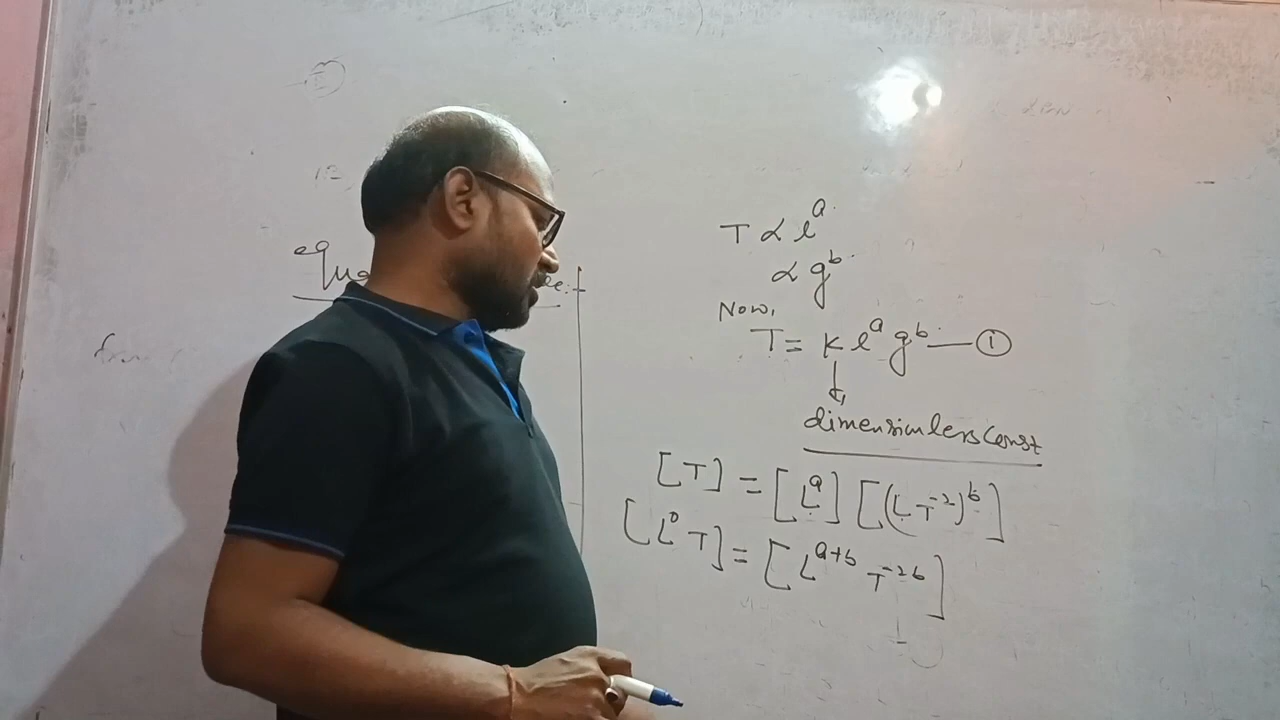 T ∝ l^a
∝ g^b
Now,
T = K l^a g^b — ①
dimensionless Const
[T] = [L^a] [(L T^-2)^b]
[L^0 T] = [L^a+b T^-2b]